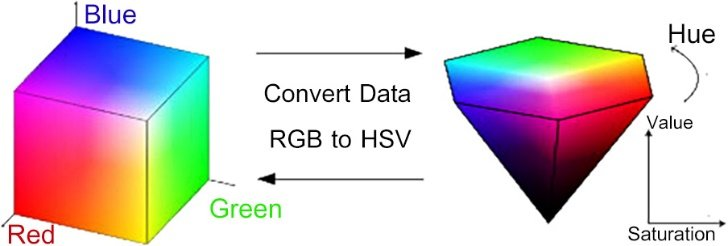 Blue
Hue
Convert Data
RGB to HSV
Value
Green
Red
Saturation